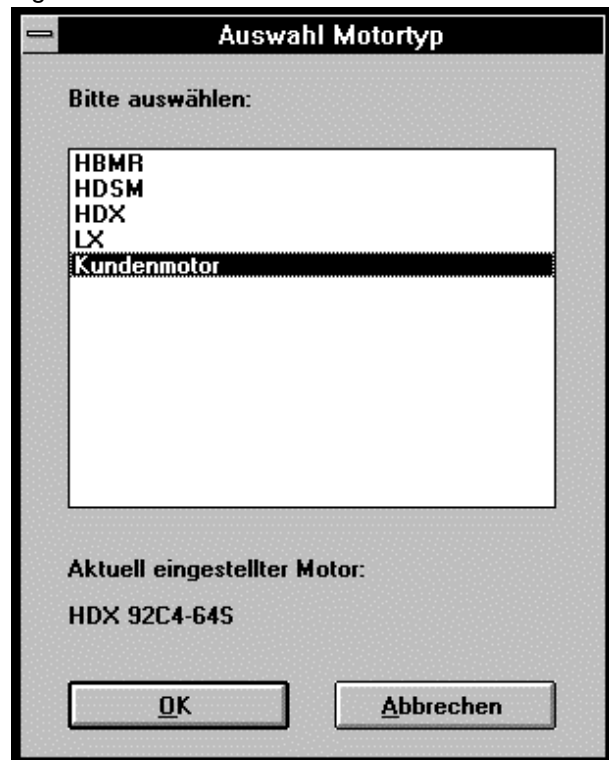 Auswahl Motortyp
Bitte auswählen:
HBMR
HDSM
HDX
LX
Kundenmotor
Aktuell eingestellter Motor:
HDX 92C4-64S
OK
Abbrechen